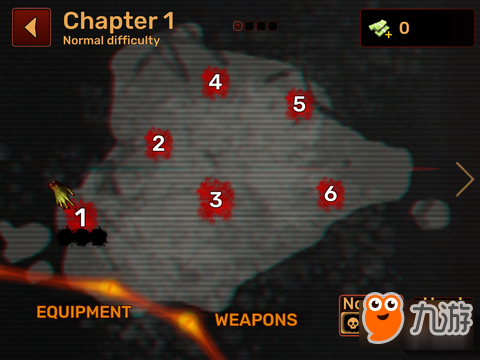 Chapter 1
Normal difficulty
0
4
5
2
3
6
1
EQUIPMENT
WEAPONS
九游